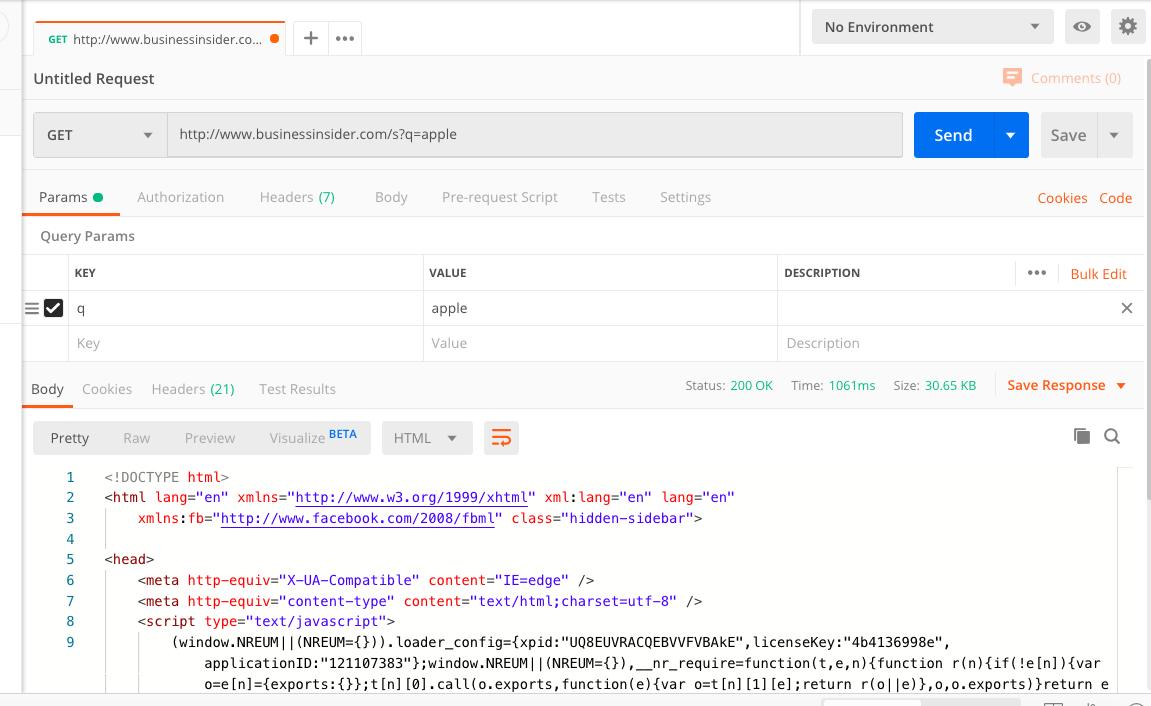 GET http://www.businessinsider.co...
No Environment
Untitled Request
Comments (0)
GET http://www.businessinsider.com/s?q=apple Send Save
Params Authorization Headers (7) Body Pre-request Script Tests Settings Cookies Code
Query Params
KEY VALUE DESCRIPTION ••• Bulk Edit
q apple
Key Value Description
Body Cookies Headers (21) Test Results Status: 200 OK Time: 1061ms Size: 30.65 KB Save Response
Pretty Raw Preview Visualize BETA HTML
1 <!DOCTYPE html>
2 <html lang="en" xmlns="http://www.w3.org/1999/xhtml" xml:lang="en" lang="en"
3 xmlns:fb="http://www.facebook.com/2008/fbml" class="hidden-sidebar">
4
5 <head>
6 <meta http-equiv="X-UA-Compatible" content="IE=edge" />
7 <meta http-equiv="content-type" content="text/html;charset=utf-8" />
8 <script type="text/javascript">
9 (window.NREUM||(NREUM={})).loader_config={xpid:"UQ8EUVRACQEBVVFVBAkE",licenseKey:"4b4136998e",
applicationID:"121107383"};window.NREUM||(NREUM={}),__nr_require=function(t,e,n){function r(n){if(!e[n]){var
o=e[n]={exports:{}};t[n][0].call(o.exports,function(e){var o=t[n][1][e];return r(o||e)},o,o.exports)}return e